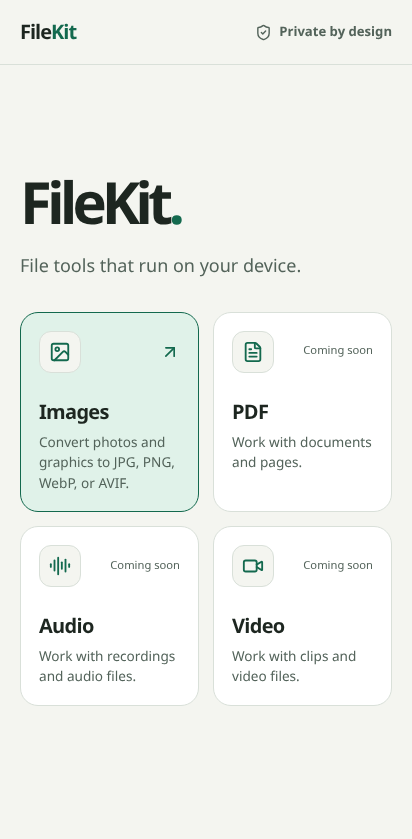 FileKit
Private by design
FileKit.
File tools that run on your device.
Images
Convert photos and
graphics to JPG, PNG,
WebP, or AVIF.
Coming soon
PDF
Work with documents
and pages.
Coming soon
Audio
Work with recordings
and audio files.
Coming soon
Video
Work with clips and
video files.